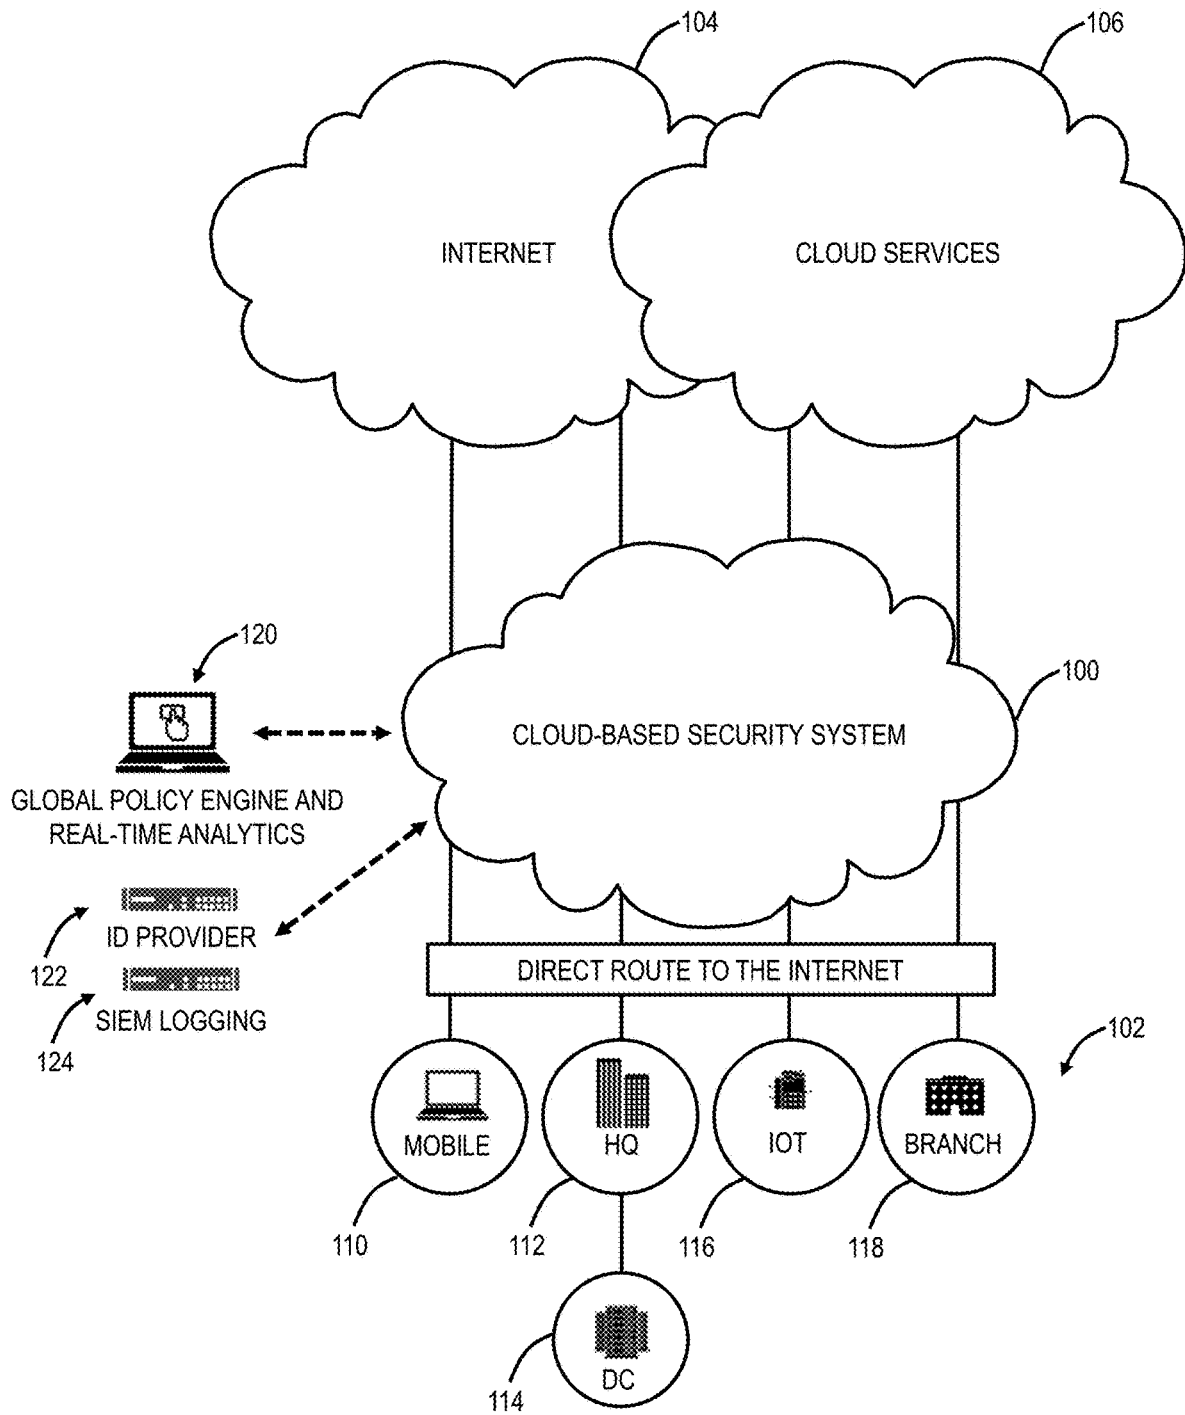 104
106
INTERNET
CLOUD SERVICES
120
100
CLOUD-BASED SECURITY SYSTEM
GLOBAL POLICY ENGINE AND
REAL-TIME ANALYTICS
122
ID PROVIDER
DIRECT ROUTE TO THE INTERNET
SIEM LOGGING
124
102
MOBILE
HQ
IOT
BRANCH
110
112
116
118
DC
114